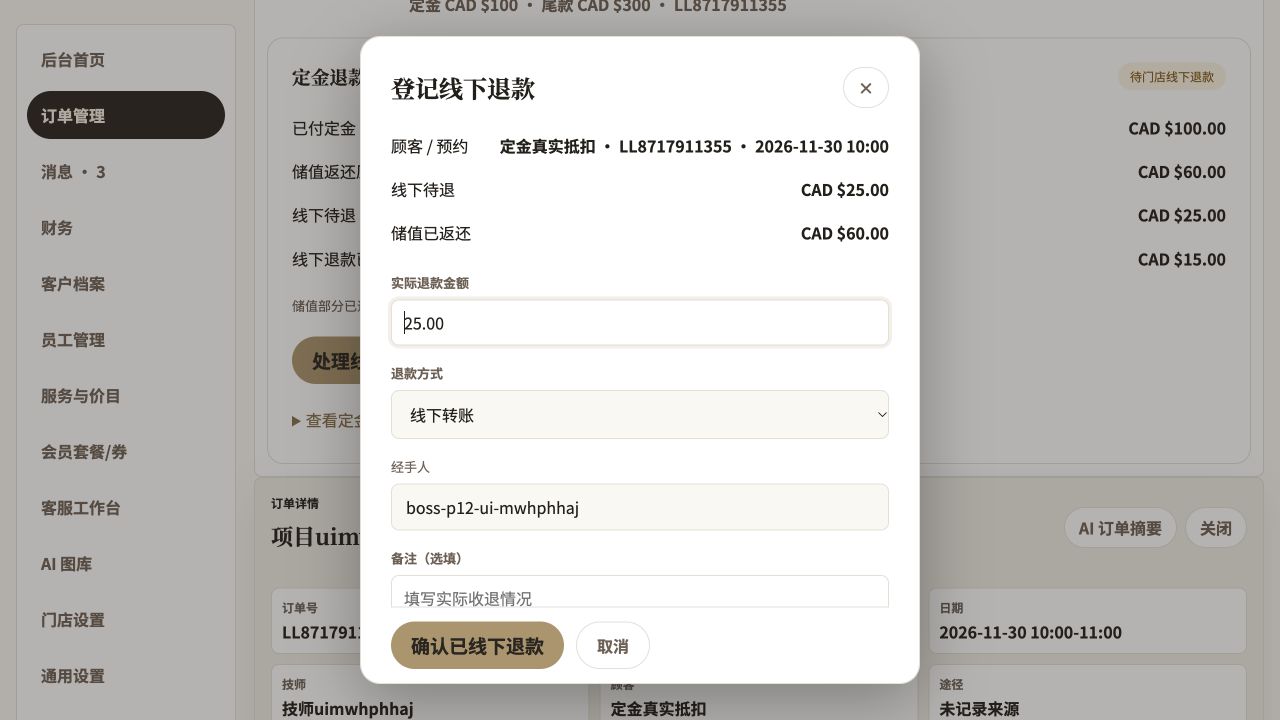 定金 CAD $100 · 尾款 CAD $300 · LL8717911355
后台首页
订单管理
消息 · 3
财务
客户档案
员工管理
服务与价目
会员套餐/券
客服工作台
AI 图库
门店设置
通用设置
定金退款
待门店线下退款
已付定金
CAD $100.00
储值返还
CAD $60.00
线下待退
CAD $25.00
线下退款
CAD $15.00
储值部分已
处理
▶ 查看定
登记线下退款
×
顾客 / 预约
定金真实抵扣 · LL8717911355 · 2026-11-30 10:00
线下待退
CAD $25.00
储值已返还
CAD $60.00
实际退款金额
25.00
退款方式
线下转账
经手人
boss-p12-ui-mwhphhaj
备注（选填）
填写实际收退情况
确认已线下退款
取消
订单详情
项目uim
AI 订单摘要
关闭
订单号
LL871791
日期
2026-11-30 10:00-11:00
技师
技师uimwhphhaj
顾客
定金真实抵扣
途径
未记录来源